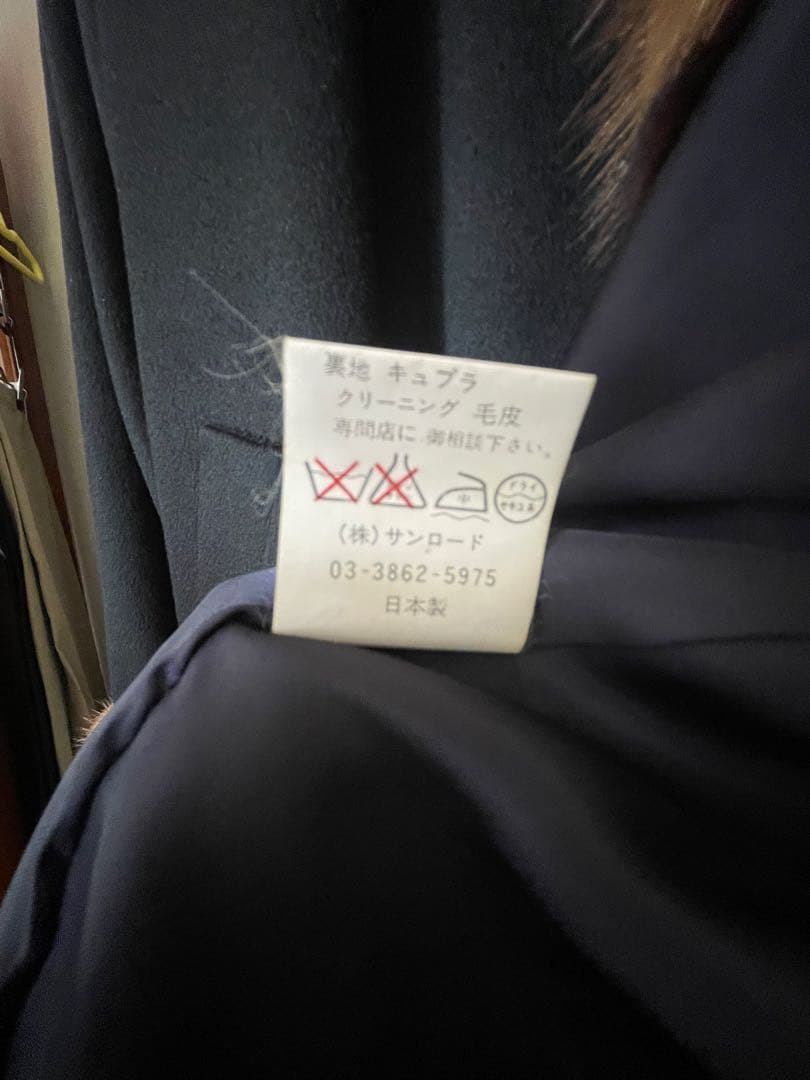 裏地 キュプラ
クリーニング 毛皮
専門店に 御相談下さい。
中 ドライ セキユ系
(株)サンロード
03-3862-5975
日本製